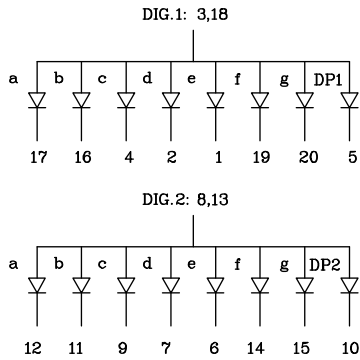 DIG.1: 3,18
a b c d e f g DP1
17 16 4 2 1 19 20 5
DIG.2: 8,13
a b c d e f g DP2
12 11 9 7 6 14 15 10